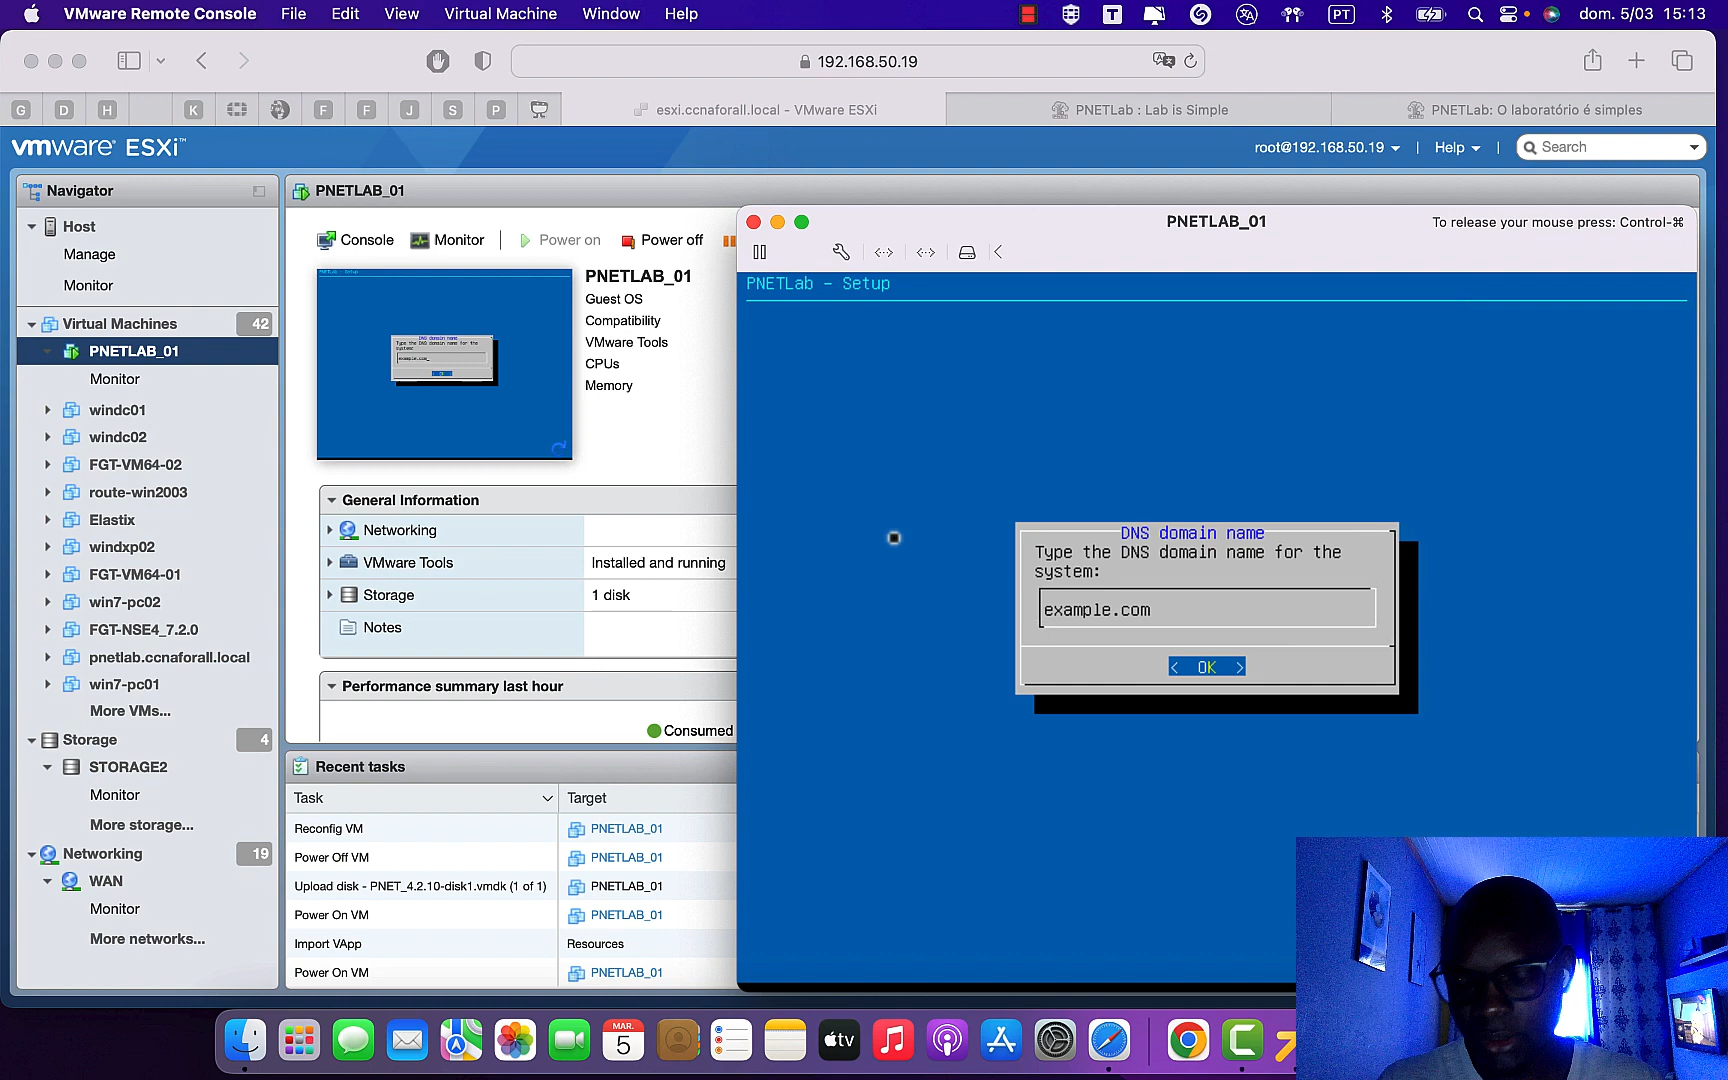 VMware Remote Console File Edit View Virtual Machine Window Help PT dom. 5/03 15:13
192.168.50.19
G D H K F F J S P esxi.ccnaforall.local - VMware ESXi PNETLab : Lab is Simple PNETLab: O laboratório é simples
vmware ESXi™ root@192.168.50.19 | Help | Search
Navigator
Host
Manage
Monitor
Virtual Machines 42
PNETLAB_01
Monitor
windc01
windc02
FGT-VM64-02
route-win2003
Elastix
windxp02
FGT-VM64-01
win7-pc02
FGT-NSE4_7.2.0
pnetlab.ccnaforall.local
win7-pc01
More VMs...
Storage 4
STORAGE2
Monitor
More storage...
Networking 19
WAN
Monitor
More networks...
PNETLAB_01
Console Monitor Power on Power off
PNETLAB_01
Guest OS
Compatibility
VMware Tools
CPUs
Memory
General Information
Networking
VMware Tools Installed and running
Storage 1 disk
Notes
Performance summary last hour
Consumed
Recent tasks
Task Target
Reconfig VM PNETLAB_01
Power Off VM PNETLAB_01
Upload disk - PNET_4.2.10-disk1.vmdk (1 of 1) PNETLAB_01
Power On VM PNETLAB_01
Import VApp Resources
Power On VM PNETLAB_01
PNETLAB_01 To release your mouse press: Control-⌘
PNETLab - Setup
DNS domain name
Type the DNS domain name for the
system:
example.com
< OK >
MAR.
5
tv